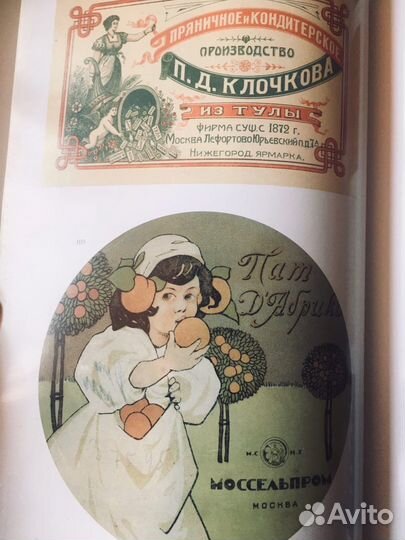 ПРЯНИЧНОЕ и КОНДИТЕРСКОЕ
ПРОИЗВОДСТВО
П. Д. КЛОЧКОВА
ИЗ ТУЛЫ
ФИРМА СУЩ. С 1872 г.
МОСКВА ЛЕФОРТОВО ЮРЬЕВСКИЙ П.Д.
НИЖЕГОРОД. ЯРМАРКА.
Пат
Д'Абрик
М.С. М.С.
МОССЕЛЬПРОМ
МОСКВА
Avito